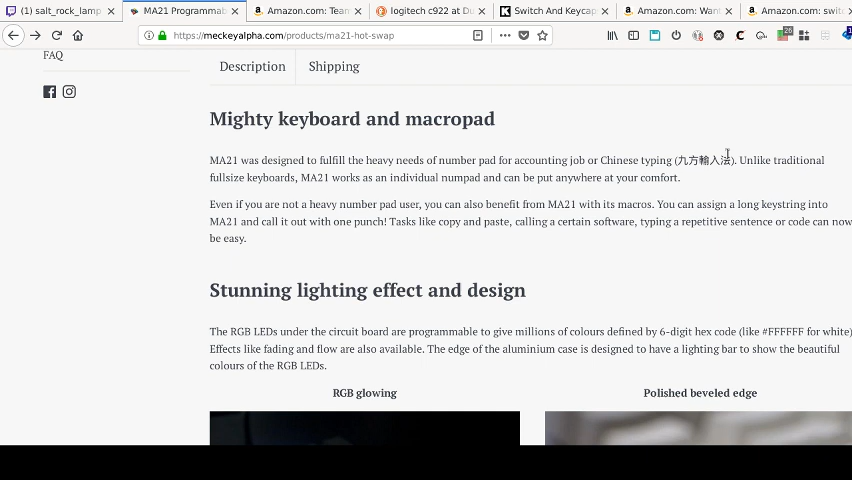 (1) salt_rock_lamp
MA21 Programmab
Amazon.com: Team
logitech c922 at Du
Switch And Keycaps
Amazon.com: Want
Amazon.com: switc
https://meckeyalpha.com/products/ma21-hot-swap
26
FAQ
Description
Shipping
Mighty keyboard and macropad
MA21 was designed to fulfill the heavy needs of number pad for accounting job or Chinese typing (九方輸入法). Unlike traditional
fullsize keyboards, MA21 works as an individual numpad and can be put anywhere at your comfort.
Even if you are not a heavy number pad user, you can also benefit from MA21 with its macros. You can assign a long keystring into
MA21 and call it out with one punch! Tasks like copy and paste, calling a certain software, typing a repetitive sentence or code can now
be easy.
Stunning lighting effect and design
The RGB LEDs under the circuit board are programmable to give millions of colours defined by 6-digit hex code (like #FFFFFF for white)
Effects like fading and flow are also available. The edge of the aluminium case is designed to have a lighting bar to show the beautiful
colours of the RGB LEDs.
RGB glowing
Polished beveled edge